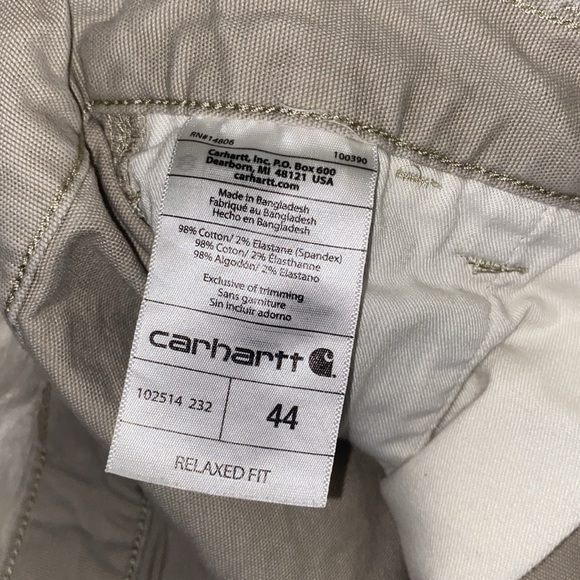 RN#14806 100390
Carhartt, Inc. P.O. Box 600
Dearborn, MI 48121 USA
carhartt.com
Made in Bangladesh
Fabriqué au Bangladesh
Hecho en Bangladesh
98% Cotton/ 2% Elastane (Spandex)
98% Coton/ 2% Élasthanne
98% Algodón/ 2% Elastano
Exclusive of trimming
Sans garniture
Sin incluir adorno
carhartt
102514 232 44
RELAXED FIT